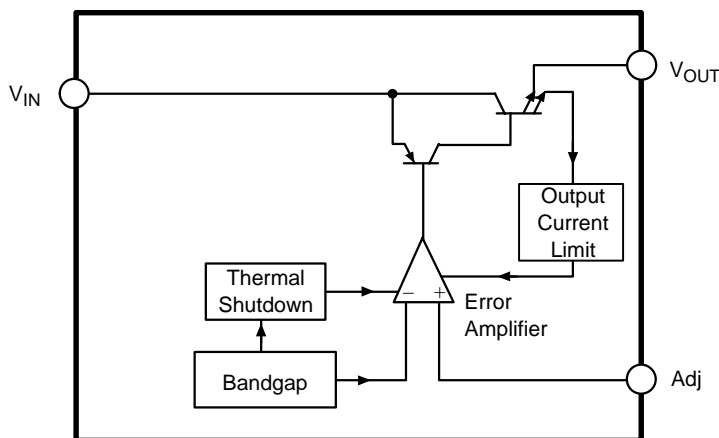 V_IN
V_OUT
Output
Current
Limit
Thermal
Shutdown
−
+
Error
Amplifier
Bandgap
Adj